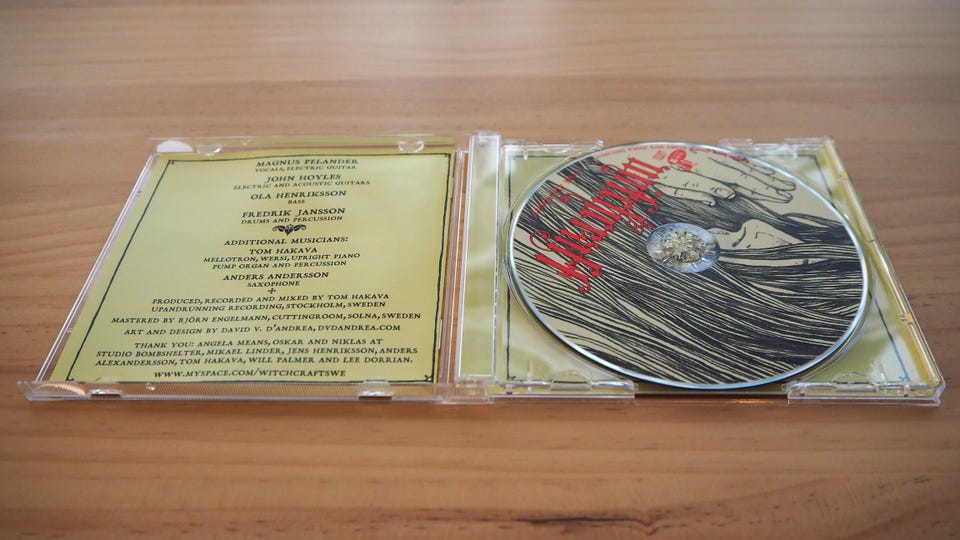 MAGNUS PELANDER
VOCALS, ELECTRIC GUITAR
JOHN HOYLES
ELECTRIC AND ACOUSTIC GUITARS
OLA HENRIKSSON
BASS
FREDRIK JANSSON
DRUMS AND PERCUSSION
ADDITIONAL MUSICIANS:
TOM HAKAVA
MELLOTRON, WERSI, UPRIGHT PIANO
PUMP ORGAN AND PERCUSSION
ANDERS ANDERSSON
SAXOPHONE
PRODUCED, RECORDED AND MIXED BY TOM HAKAVA
UPANDRUNNING RECORDING, STOCKHOLM, SWEDEN
MASTERED BY BJÖRN ENGELMANN, CUTTINGROOM, SOLNA, SWEDEN
ART AND DESIGN BY DAVID V. D'ANDREA, DVDANDREA.COM
THANK YOU: ANGELA MEANS, OSKAR AND NIKLAS AT
STUDIO BOMBSHELTER, MIKAEL LINDER, JENS HENRIKSSON, ANDERS
ALEXANDERSSON, TOM HAKAVA, WILL PALMER AND LEE DORRIAN.
WWW.MYSPACE.COM/WITCHCRAFTSWE